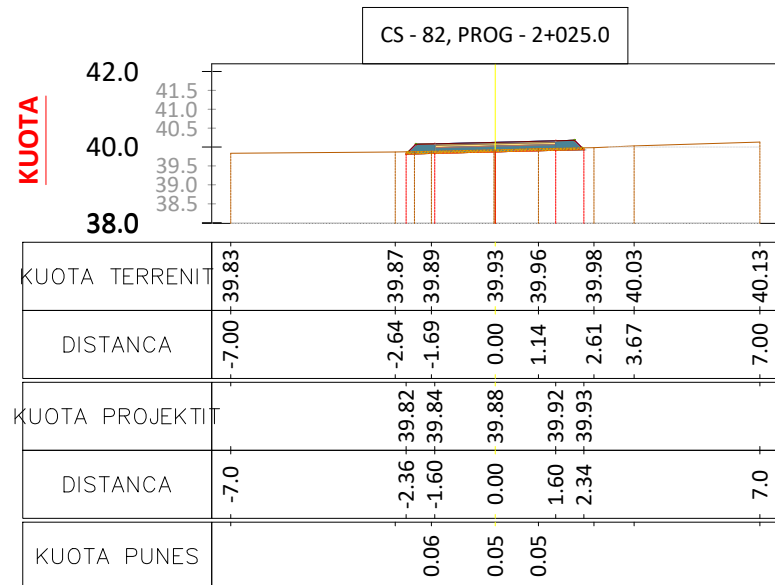 CS - 82, PROG - 2+025.0
KUOTA
42.0
41.5
41.0
40.5
40.0
39.5
39.0
38.5
38.0
KUOTA TERRENIT 39.83 39.87 39.89 39.93 39.96 39.98 40.03 40.13
DISTANCA -7.00 -2.64 -1.69 0.00 1.14 2.61 3.67 7.00
KUOTA PROJEKTIT 39.82 39.84 39.88 39.92 39.93
DISTANCA -7.0 -2.36 -1.60 0.00 1.60 2.34 7.0
KUOTA PUNES 0.06 0.05 0.05